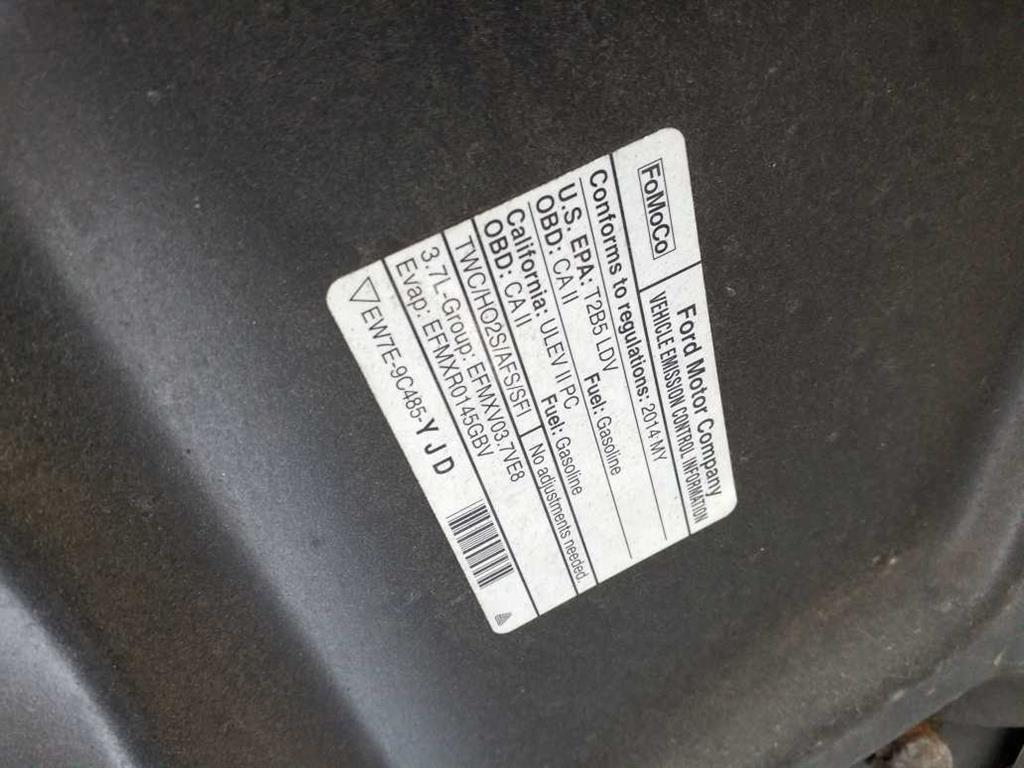 FoMoCo
Ford Motor Company
VEHICLE EMISSION CONTROL INFORMATION
Conforms to regulations: 2014 MY
U.S. EPA: T2B5 LDV Fuel: Gasoline
OBD: CA II
California: ULEV II PC Fuel: Gasoline
OBD: CA II
TWC/HO2S/AFS/SFI No adjustments needed.
3.7L-Group: EFMXV03.7VE8
Evap: EFMXR0145GBV
EW7E-9C485-YJD